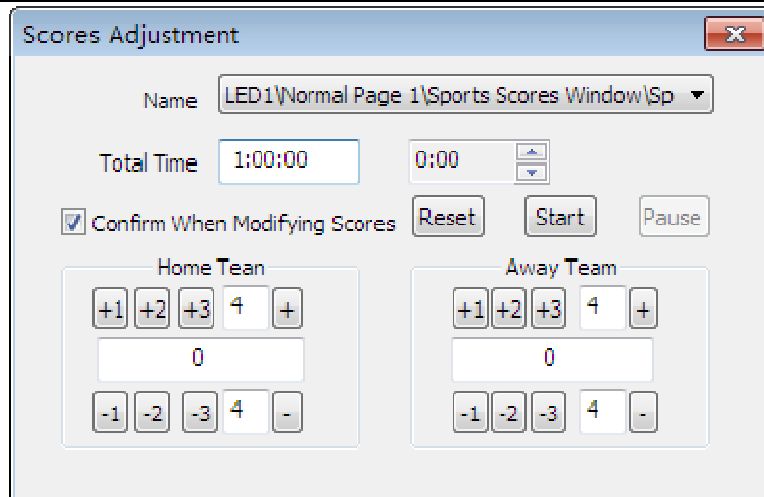 Scores Adjustment
Name LED1\Normal Page 1\Sports Scores Window\Sp
Total Time 1:00:00 0:00
Confirm When Modifying Scores Reset Start Pause
Home Tean Away Team
+1 +2 +3 4 + +1 +2 +3 4 +
0 0
-1 -2 -3 4 - -1 -2 -3 4 -